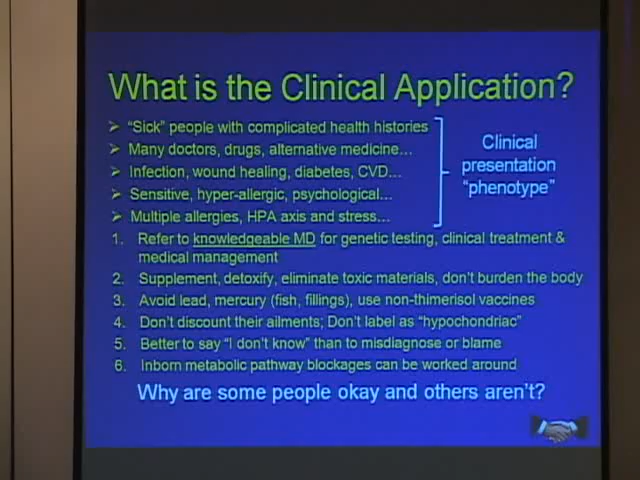 What is the Clinical Application?
➢ "Sick" people with complicated health histories
➢ Many doctors, drugs, alternative medicine...
➢ Infection, wound healing, diabetes, CVD...
➢ Sensitive, hyper-allergic, psychological...
➢ Multiple allergies, HPA axis and stress...
Clinical
presentation
"phenotype"
1. Refer to knowledgeable MD for genetic testing, clinical treatment &
medical management
2. Supplement, detoxify, eliminate toxic materials, don't burden the body
3. Avoid lead, mercury (fish, fillings), use non-thimerisol vaccines
4. Don't discount their ailments; Don't label as "hypochondriac"
5. Better to say "I don't know" than to misdiagnose or blame
6. Inborn metabolic pathway blockages can be worked around
Why are some people okay and others aren't?